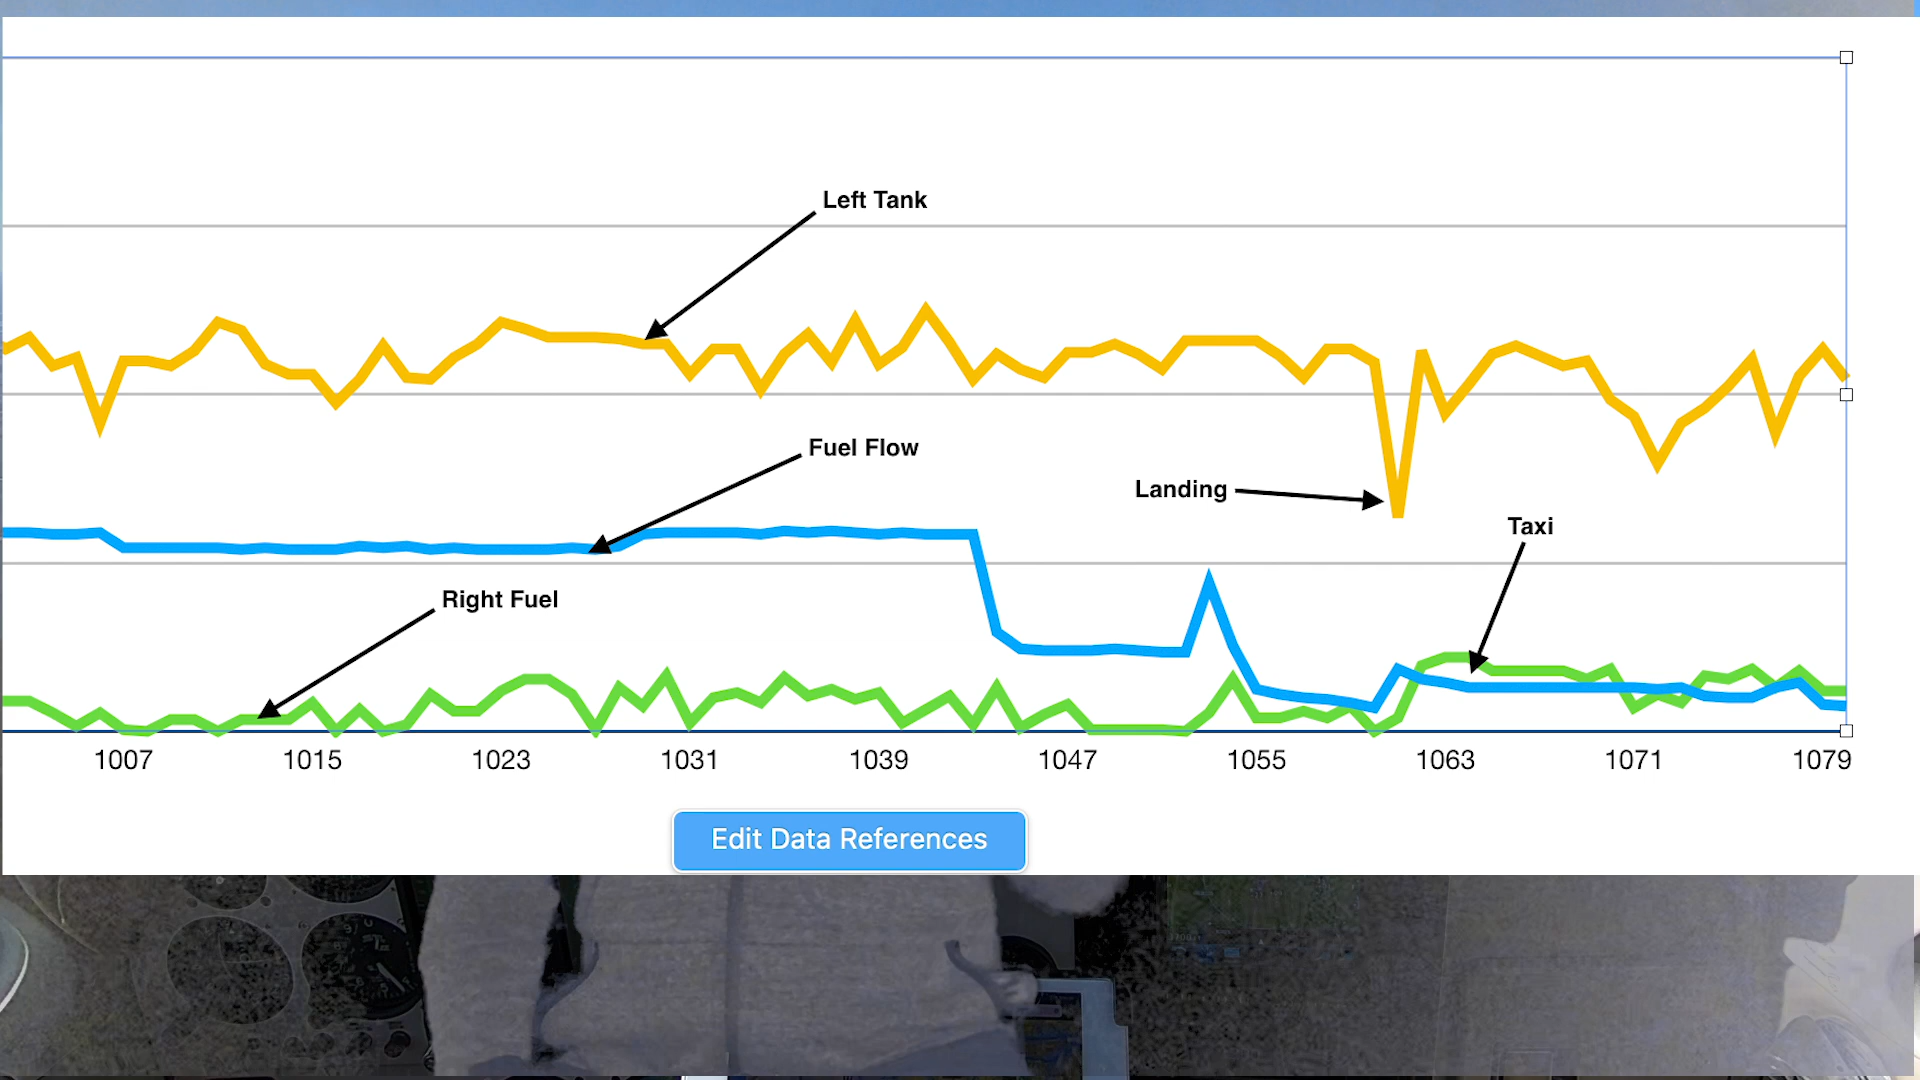 Left Tank
Fuel Flow
Landing
Taxi
Right Fuel
1007 1015 1023 1031 1039 1047 1055 1063 1071 1079
Edit Data References